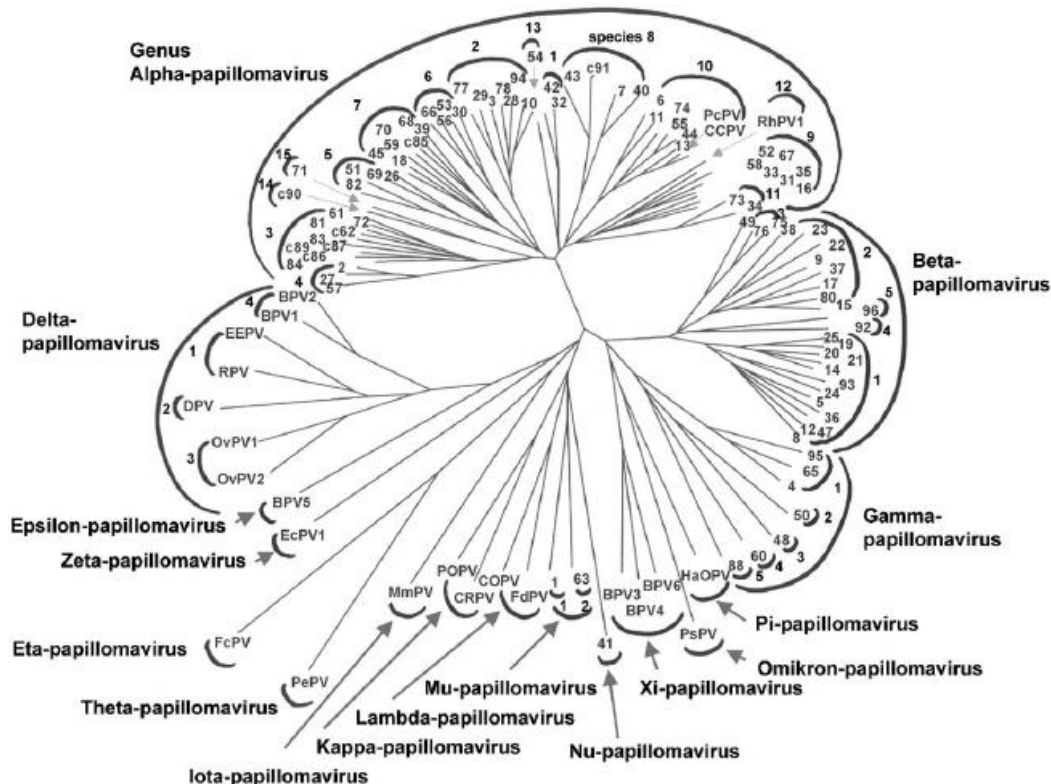 Genus
Alpha-papillomavirus
13
54
2
94
78
77
29
3
28
10
1
42
32
species 8
43
c91
7
40
10
6
11
74
55
44
13
PcPV
CCPV
12
RhPV1
9
52
67
58
33
31
35
16
11
73
34
6
53
66
30
56
7
68
39
70
59
c85
45
18
5
51
69
26
82
15
71
14
c90
3
61
72
81
c62
83
c87
c89
c86
84
4
2
27
57
Beta-
papillomavirus
3
49
75
76
38
23
2
22
9
37
17
80
15
5
96
4
92
25
19
20
21
14
1
93
24
5
36
12
47
8
Delta-
papillomavirus
4
BPV2
BPV1
1
EEPV
RPV
2
DPV
3
OvPV1
OvPV2
Gamma-
papillomavirus
95
65
4
1
50
2
48
3
60
4
88
5
BPV5
Epsilon-papillomavirus
EcPV1
Zeta-papillomavirus
FcPV
Eta-papillomavirus
PePV
Theta-papillomavirus
MmPV
Iota-papillomavirus
POPV
CRPV
Kappa-papillomavirus
COPV
FdPV
Lambda-papillomavirus
1
63
1
2
Mu-papillomavirus
41
Nu-papillomavirus
BPV3
BPV6
BPV4
Xi-papillomavirus
PsPV
Omikron-papillomavirus
HaOPV
Pi-papillomavirus